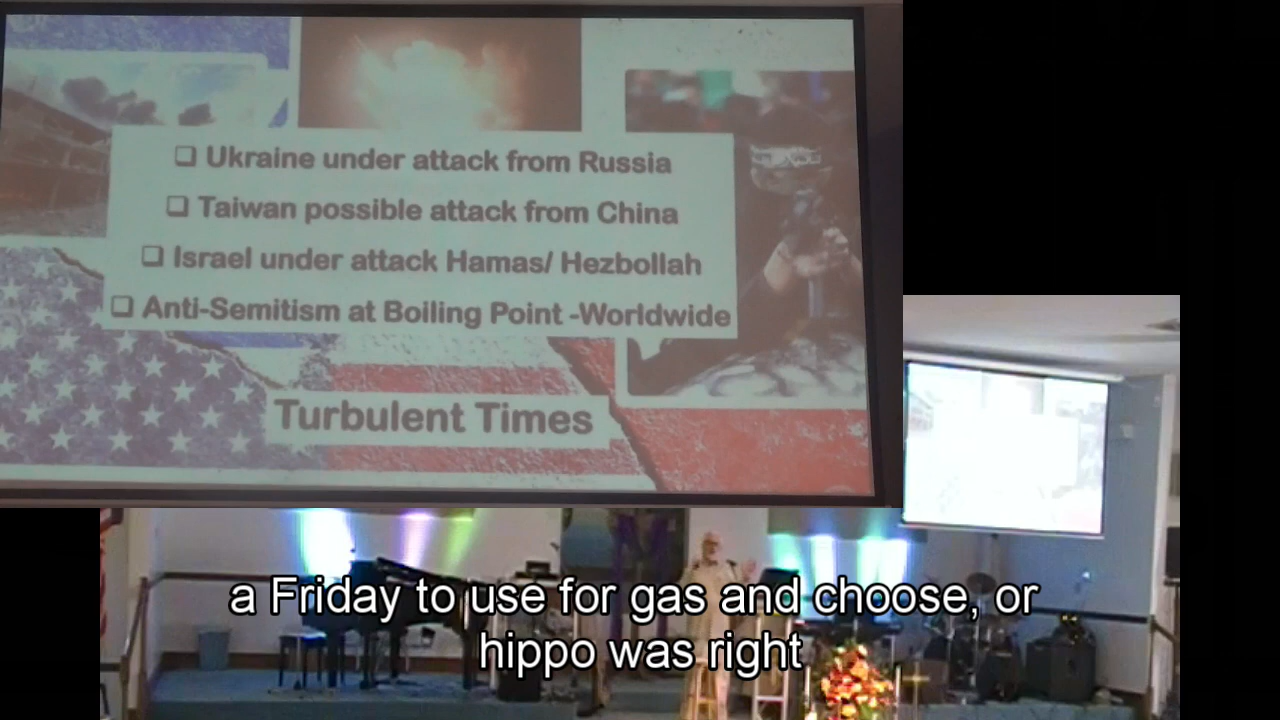 ❑ Ukraine under attack from Russia
❑ Taiwan possible attack from China
❑ Israel under attack Hamas/ Hezbollah
❑ Anti-Semitism at Boiling Point -Worldwide
Turbulent Times
a Friday to use for gas and choose, or
hippo was right